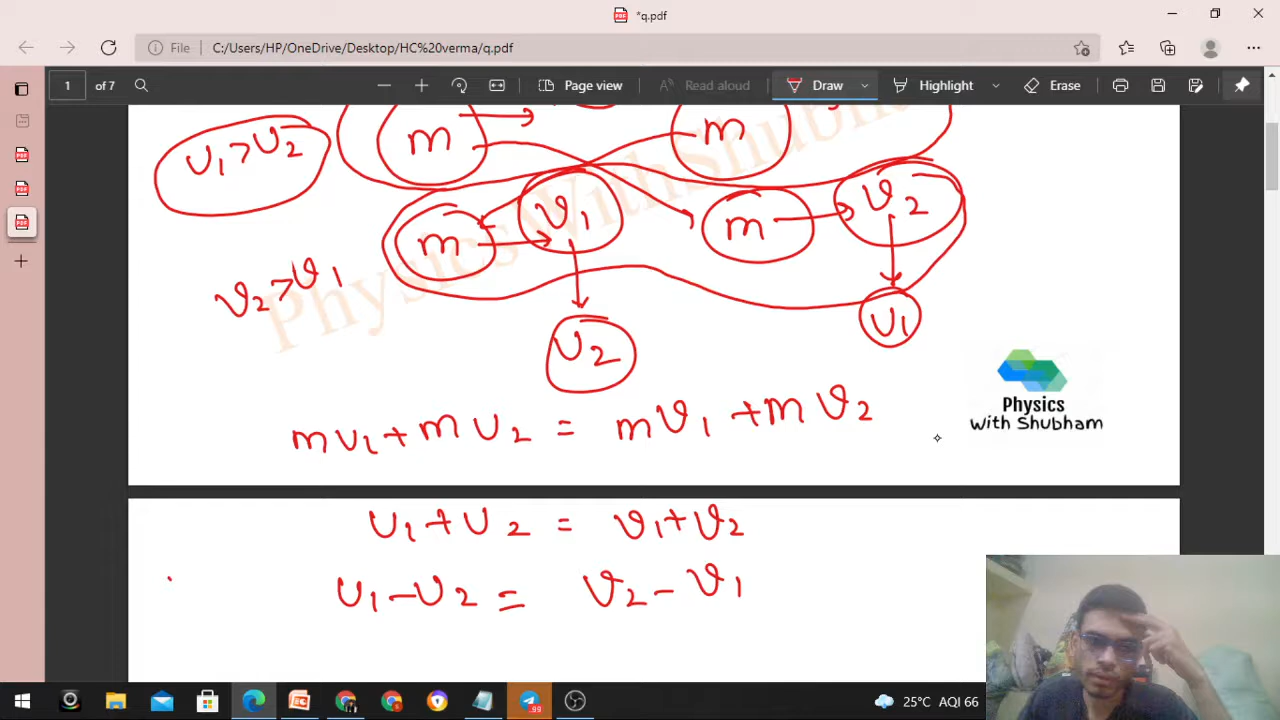 *q.pdf
File C:/Users/HP/OneDrive/Desktop/HC%20verma/q.pdf
1 of 7 Page view Read aloud Draw Highlight Erase
m m
u1 > u2
m v1 m v2
v2 > v1
u2 u1
PhysicsWithShubham
Physics
with Shubham
mu1 + mu2 = mv1 + mv2
u1 + u2 = v1 + v2
u1 - u2 = v2 - v1
.99
25°C AQI 66